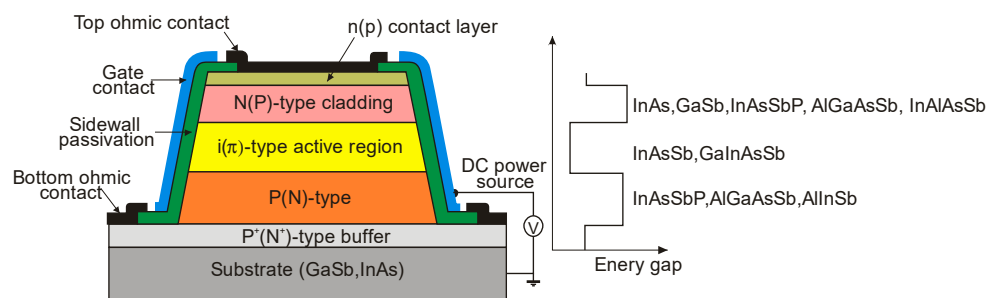 Top ohmic contact
n(p) contact layer
Gate
contact
N(P)-type cladding
Sidewall
passivation
i(π)-type active region
DC power
source
Bottom ohmic
contact
P(N)-type
V
P⁺(N⁺)-type buffer
Substrate (GaSb,InAs)
InAs,GaSb,InAsSbP, AlGaAsSb, InAlAsSb
InAsSb,GaInAsSb
InAsSbP,AlGaAsSb,AlInSb
Enery gap